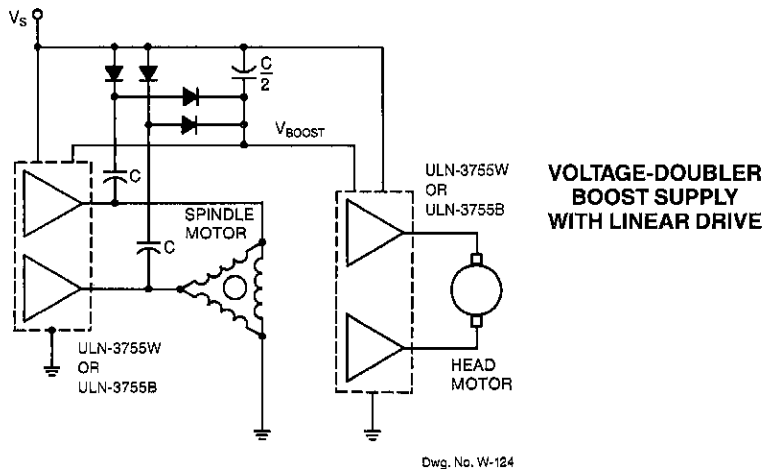 VS
C
2
VBOOST
C
SPINDLE
MOTOR
C
ULN-3755W
OR
ULN-3755B
ULN-3755W
OR
ULN-3755B
HEAD
MOTOR
VOLTAGE-DOUBLER
BOOST SUPPLY
WITH LINEAR DRIVE
Dwg. No. W-124